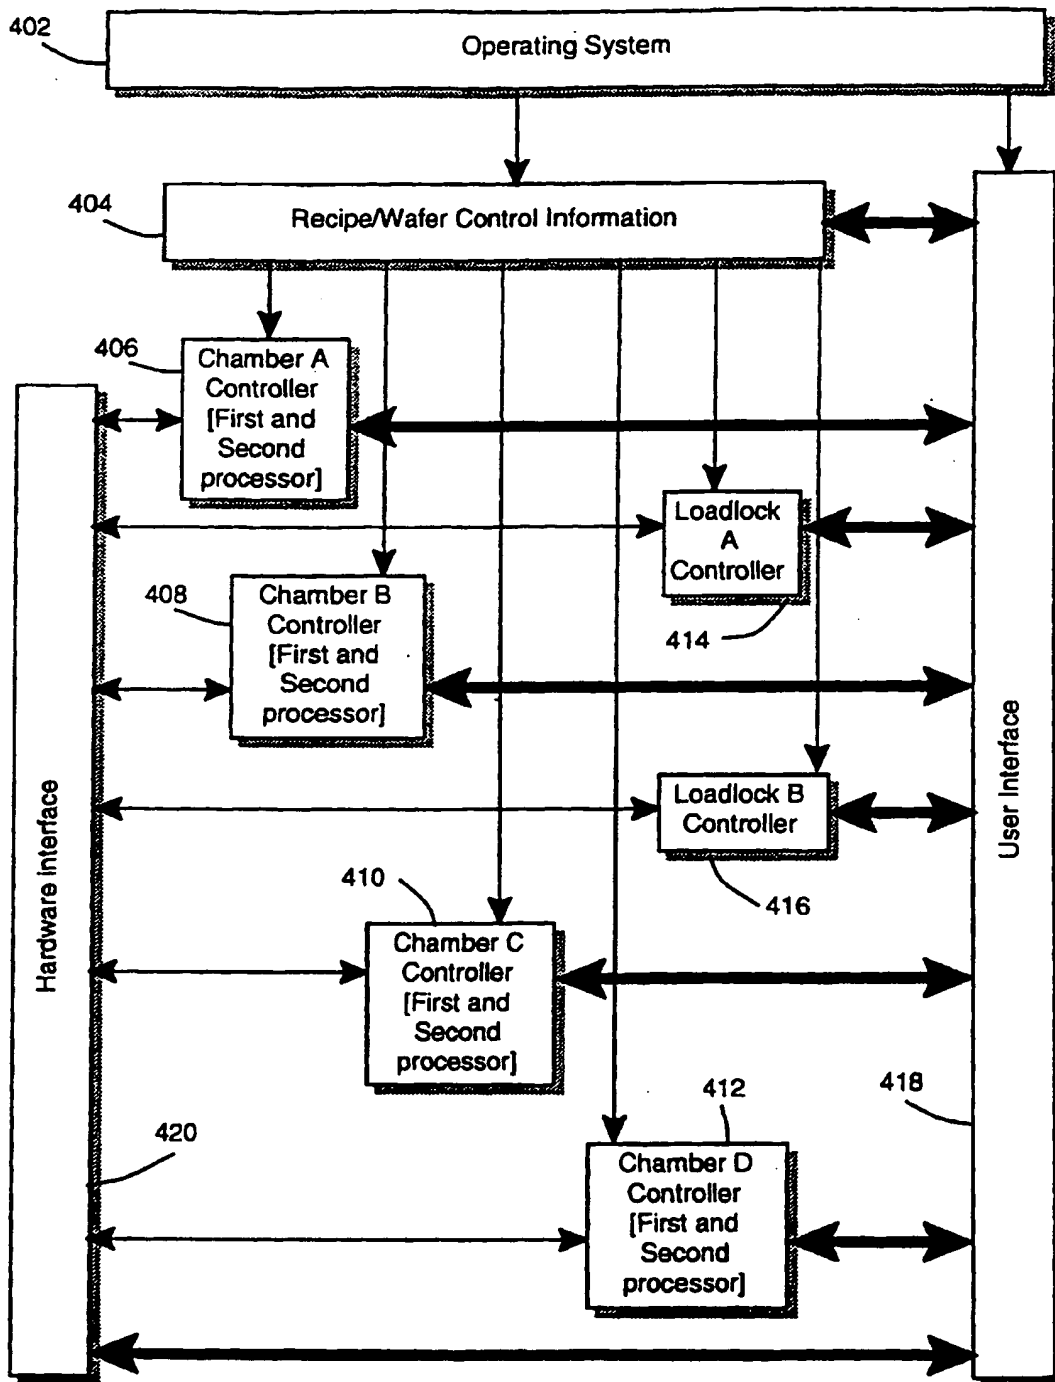 402
Operating System
404
Recipe/Wafer Control Information
406
Chamber A
Controller
[First and
Second
processor]
Loadlock
A
Controller
414
408
Chamber B
Controller
[First and
Second
processor]
Loadlock B
Controller
416
410
Chamber C
Controller
[First and
Second
processor]
412
Chamber D
Controller
[First and
Second
processor]
418
420
Hardware Interface
User Interface